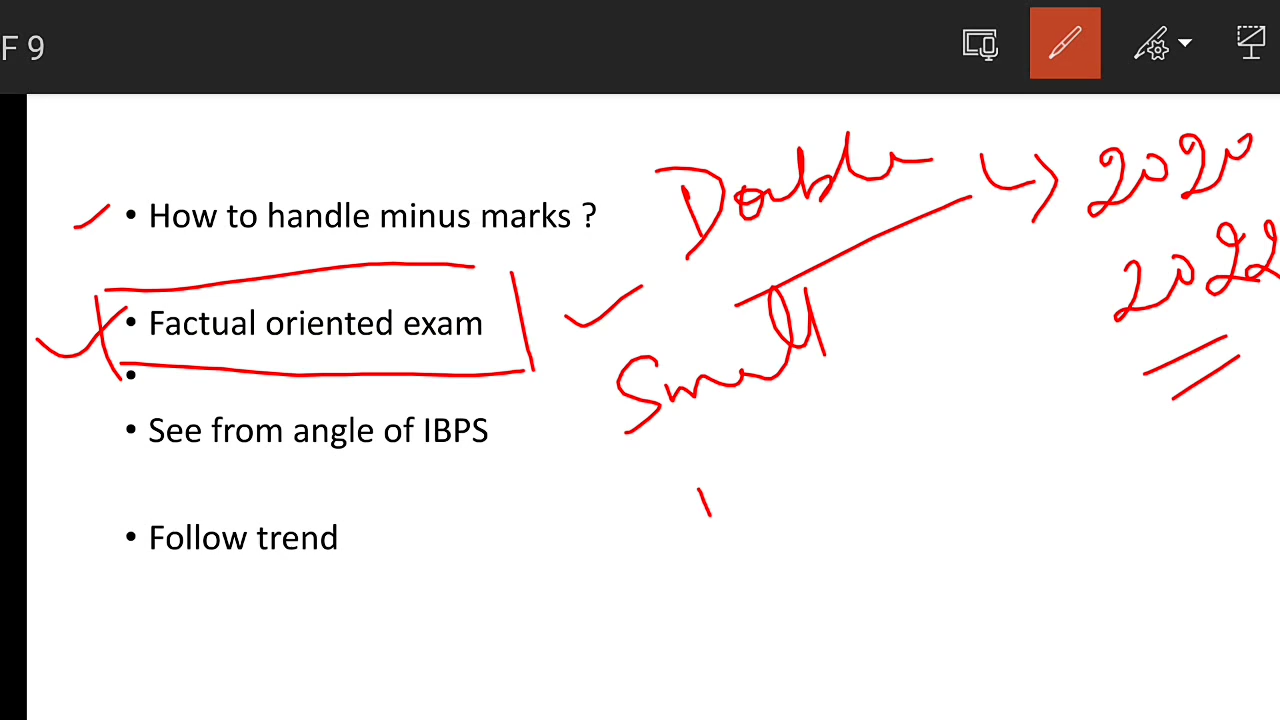 F 9
• How to handle minus marks ?
• Factual oriented exam
•
• See from angle of IBPS
• Follow trend
Double
2020
2022
Small